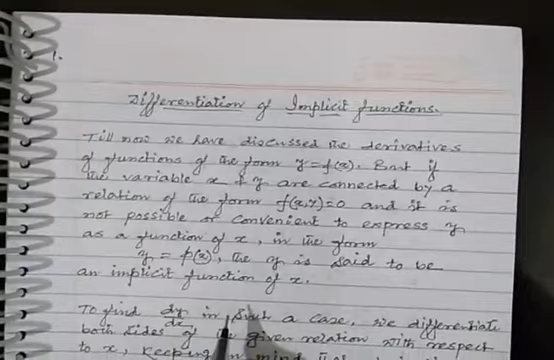 1.
Differentiation of Implicit functions.
Till now we have discussed the derivatives
of functions of the form y=f(x). But if
the variable x & y are connected by a
relation of the form f(x,y)=0 and it is
not possible or convenient to express y
as a function of x, in the form
y = φ(x), the y is said to be
an implicit function of x.
To find dy/dx in such a case, we differentiate
both sides of the given relation with respect
to x, keeping in mind that